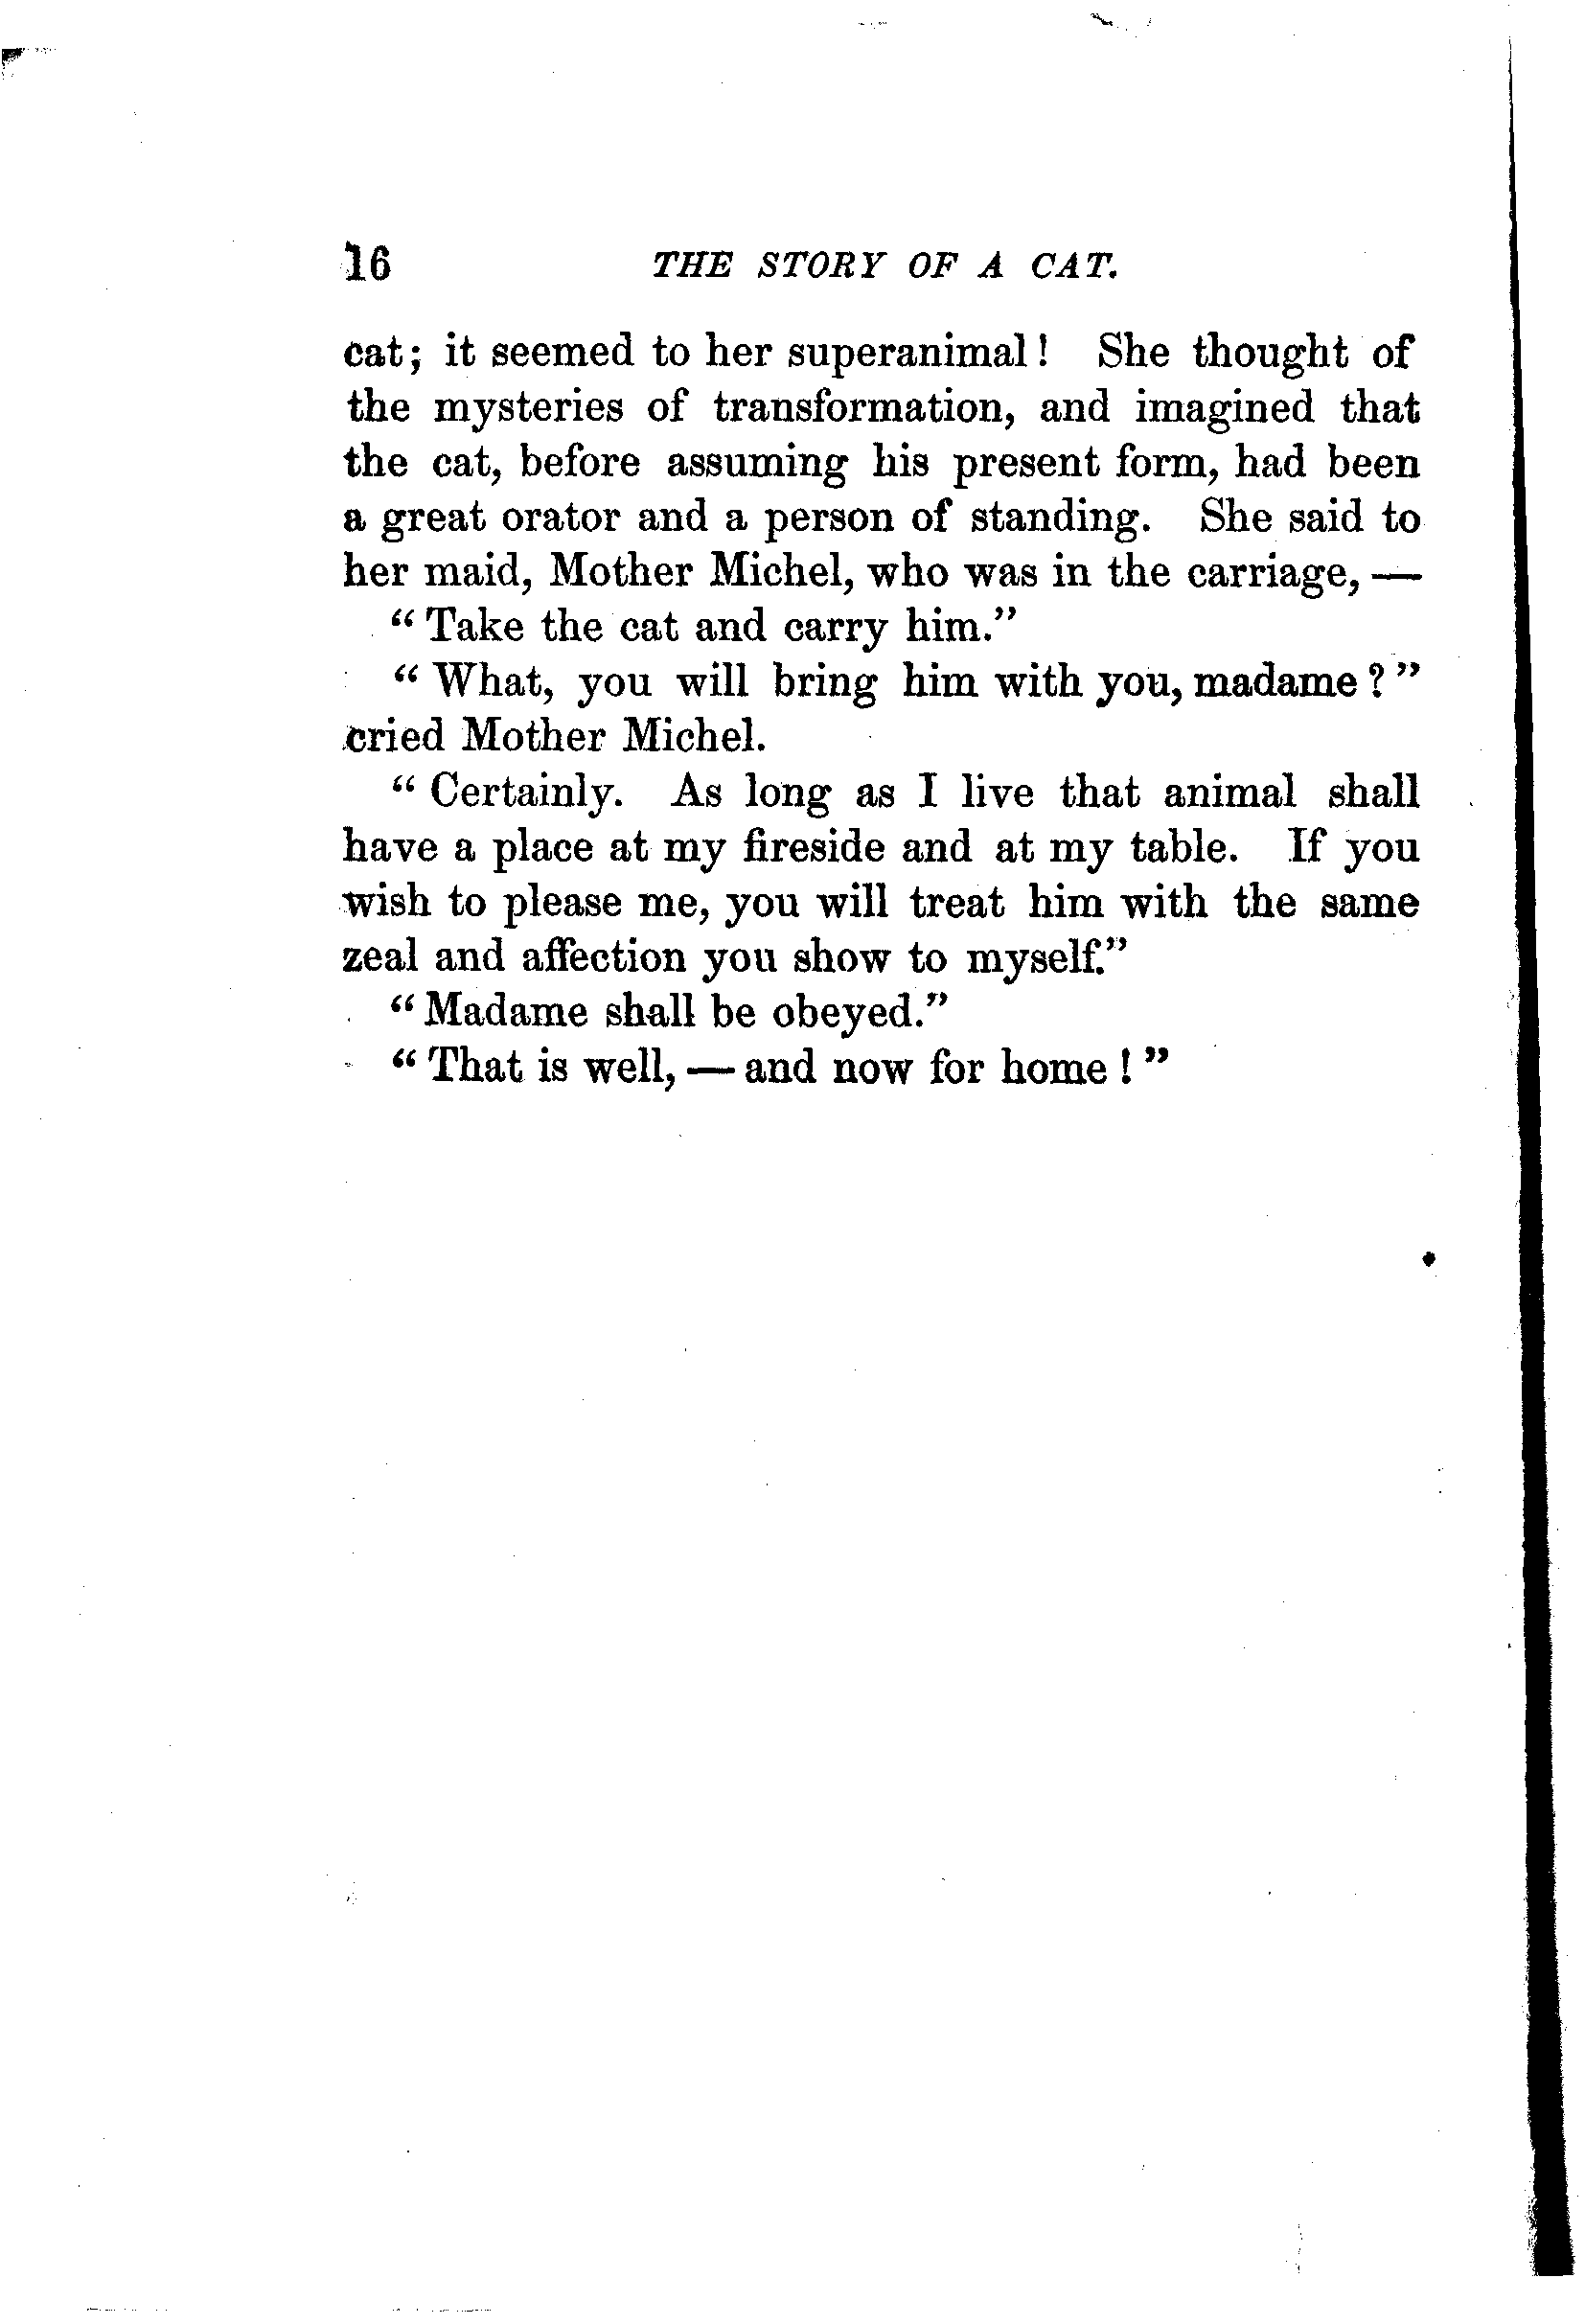 16 THE STORY OF A CAT.
cat; it seemed to her superanimal! She thought of
the mysteries of transformation, and imagined that
the cat, before assuming his present form, had been
a great orator and a person of standing. She said to
her maid, Mother Michel, who was in the carriage, —
“Take the cat and carry him.”
“What, you will bring him with you, madame?”
cried Mother Michel.
“Certainly. As long as I live that animal shall
have a place at my fireside and at my table. If you
wish to please me, you will treat him with the same
zeal and affection you show to myself.”
“Madame shall be obeyed.”
“That is well, — and now for home!”